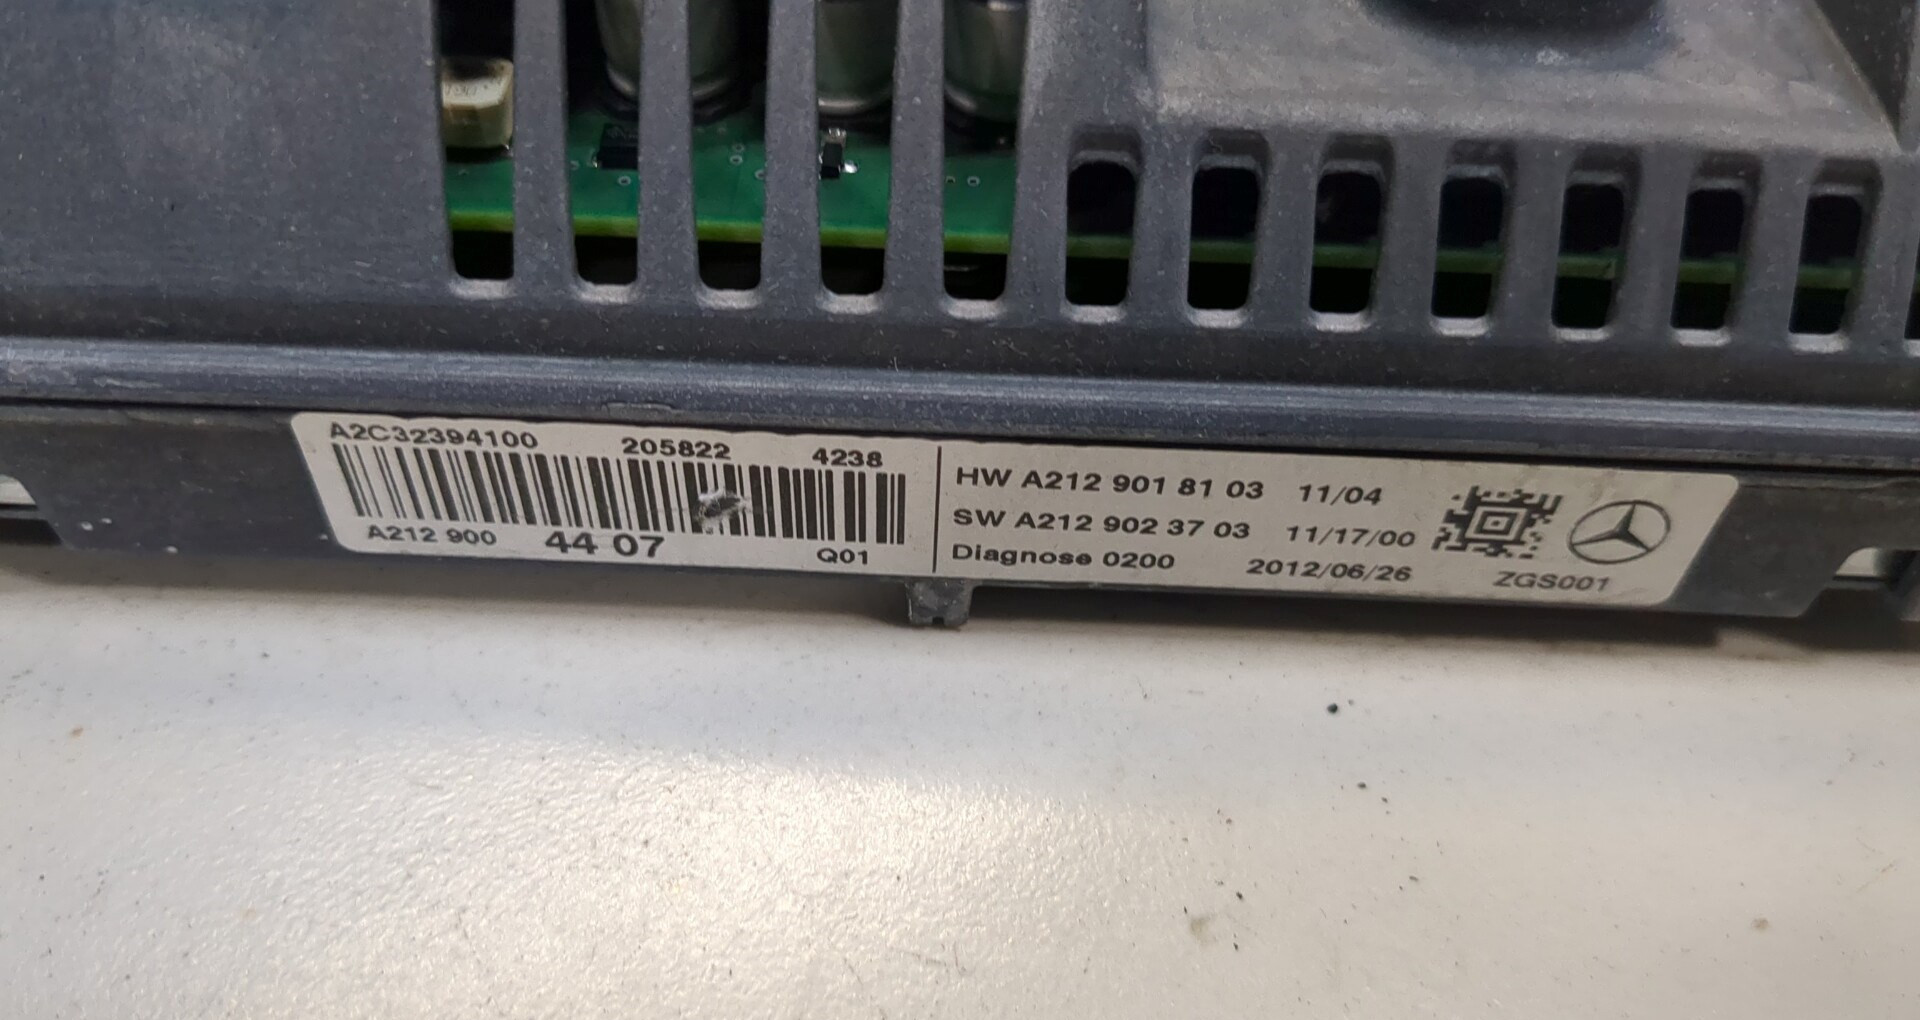 A2C32394100 205822 4238
A212 900 44 07 Q01
HW A212 901 81 03 11/04
SW A212 902 37 03 11/17/00
Diagnose 0200 2012/06/26
ZGS001